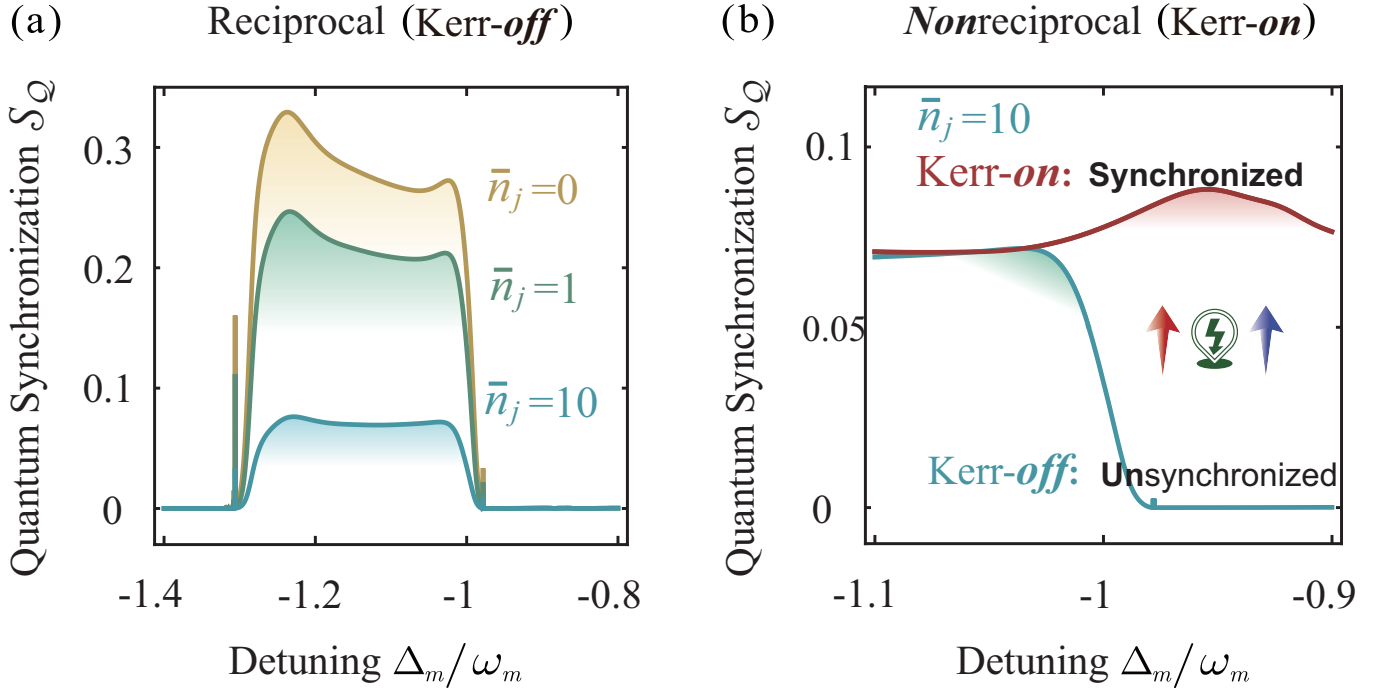 (a) Reciprocal (Kerr-off)
Quantum Synchronization 𝒮_𝒬
0.3
0.2
0.1
0
n̄_j=0
n̄_j=1
n̄_j=10
-1.4 -1.2 -1 -0.8
Detuning Δ_m/ω_m
(b) Nonreciprocal (Kerr-on)
Quantum Synchronization 𝒮_𝒬
0.1
0.05
0
n̄_j=10
Kerr-on: Synchronized
Kerr-off: Unsynchronized
-1.1 -1 -0.9
Detuning Δ_m/ω_m